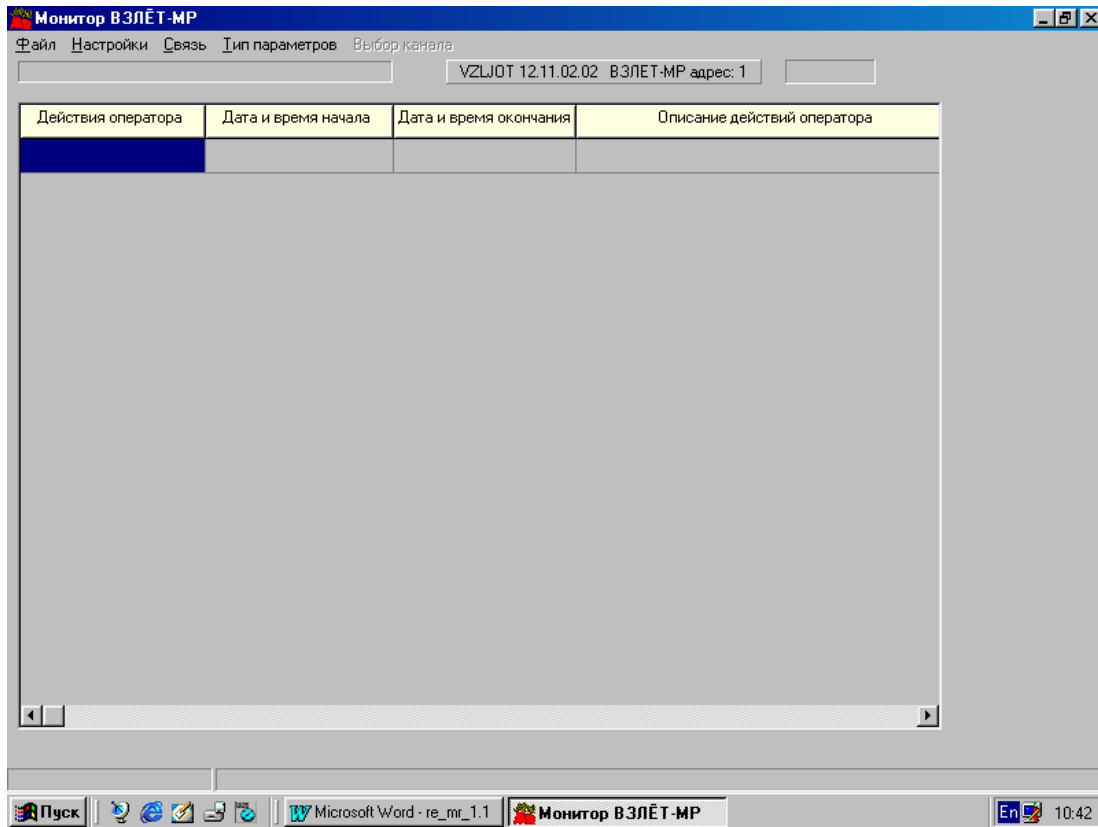 Монитор ВЗЛЁТ-МР
Файл Настройки Связь Тип параметров Выбор канала
VZLJOT 12.11.02.02 ВЗЛЕТ-МР адрес: 1
Действия оператора Дата и время начала Дата и время окончания Описание действий оператора
Пуск Microsoft Word - re_mr_1.1 Монитор ВЗЛЁТ-МР En 10:42